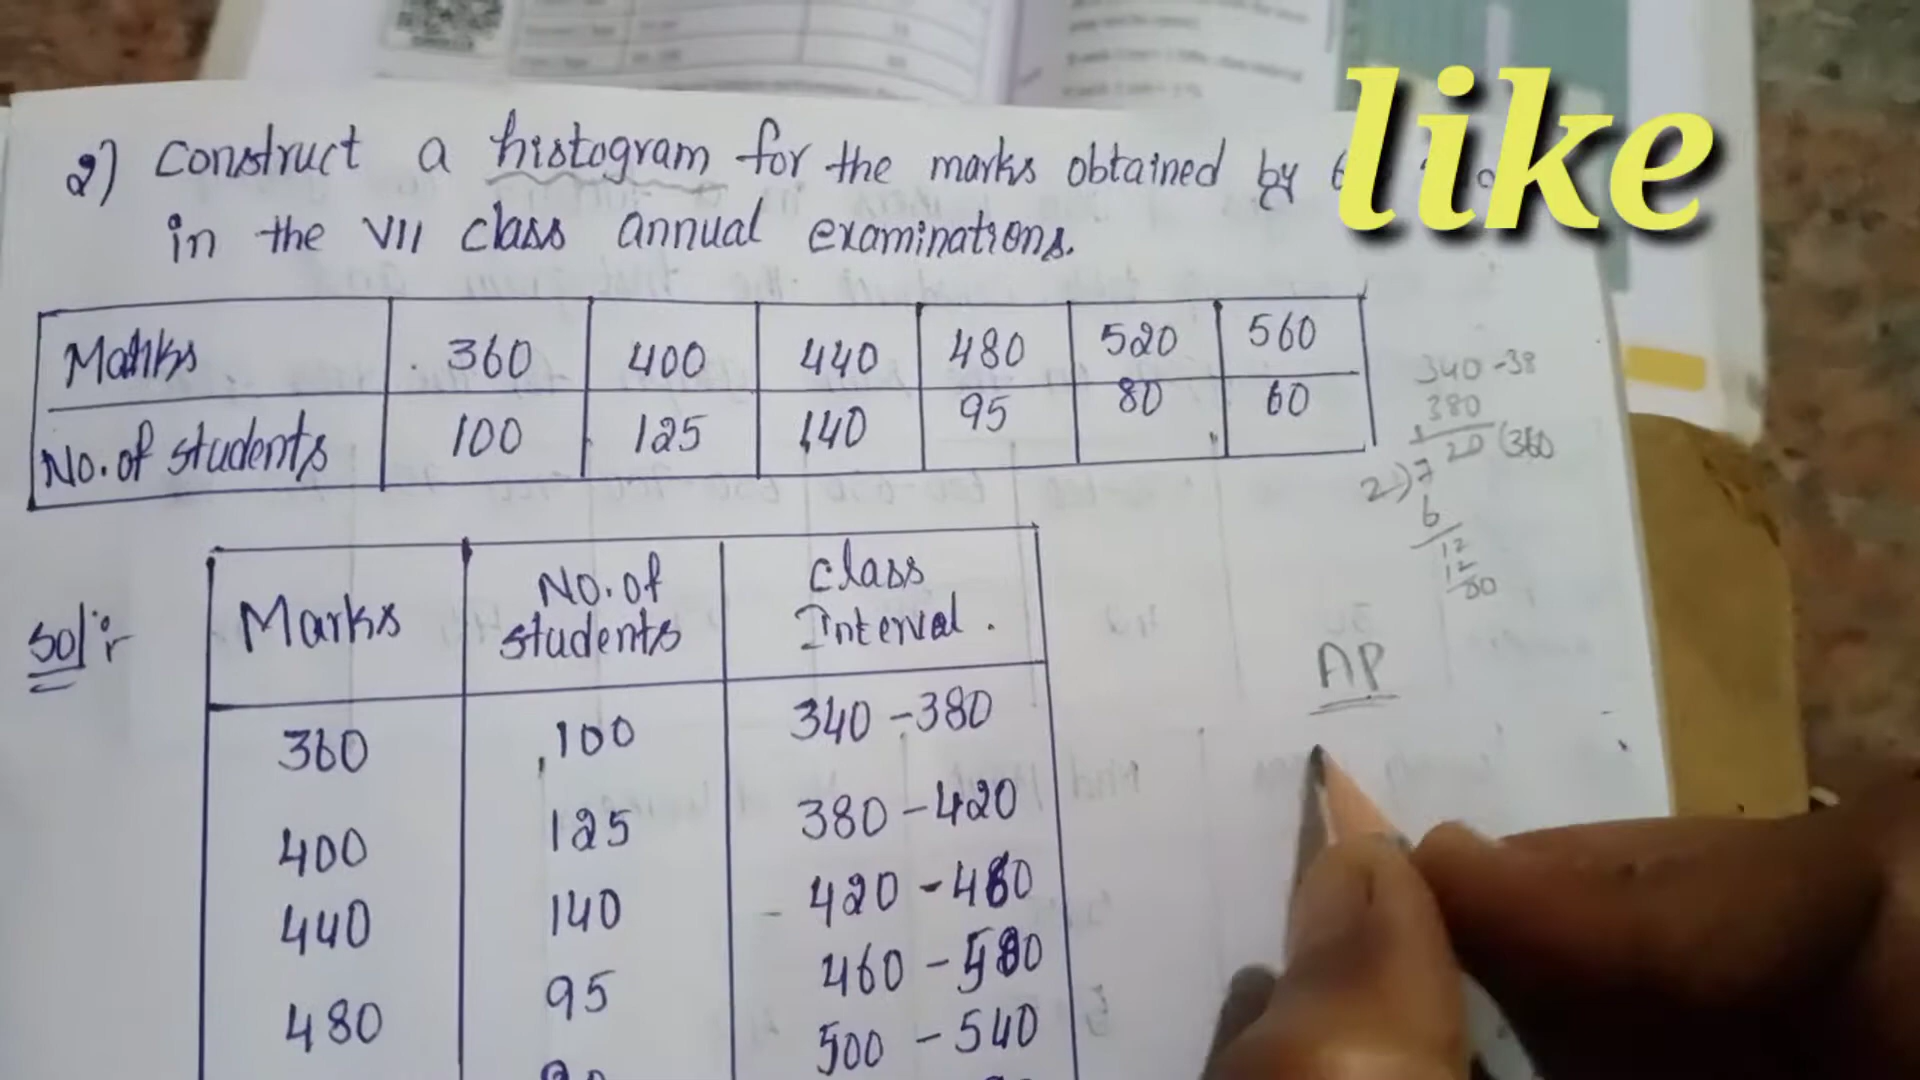 like
2) Construct a histogram for the marks obtained by
in the VII class annual examinations.
Marks 360 400 440 480 520 560
No. of students 100 125 140 95 80 60
340 - 38
380
20 (360
2) 7
6
12
12
80
AP
Sol:-
Marks No. of students Class Interval.
360 100 340 - 380
400 125 380 - 420
440 140 420 - 460
480 95 460 - 500
500 - 540